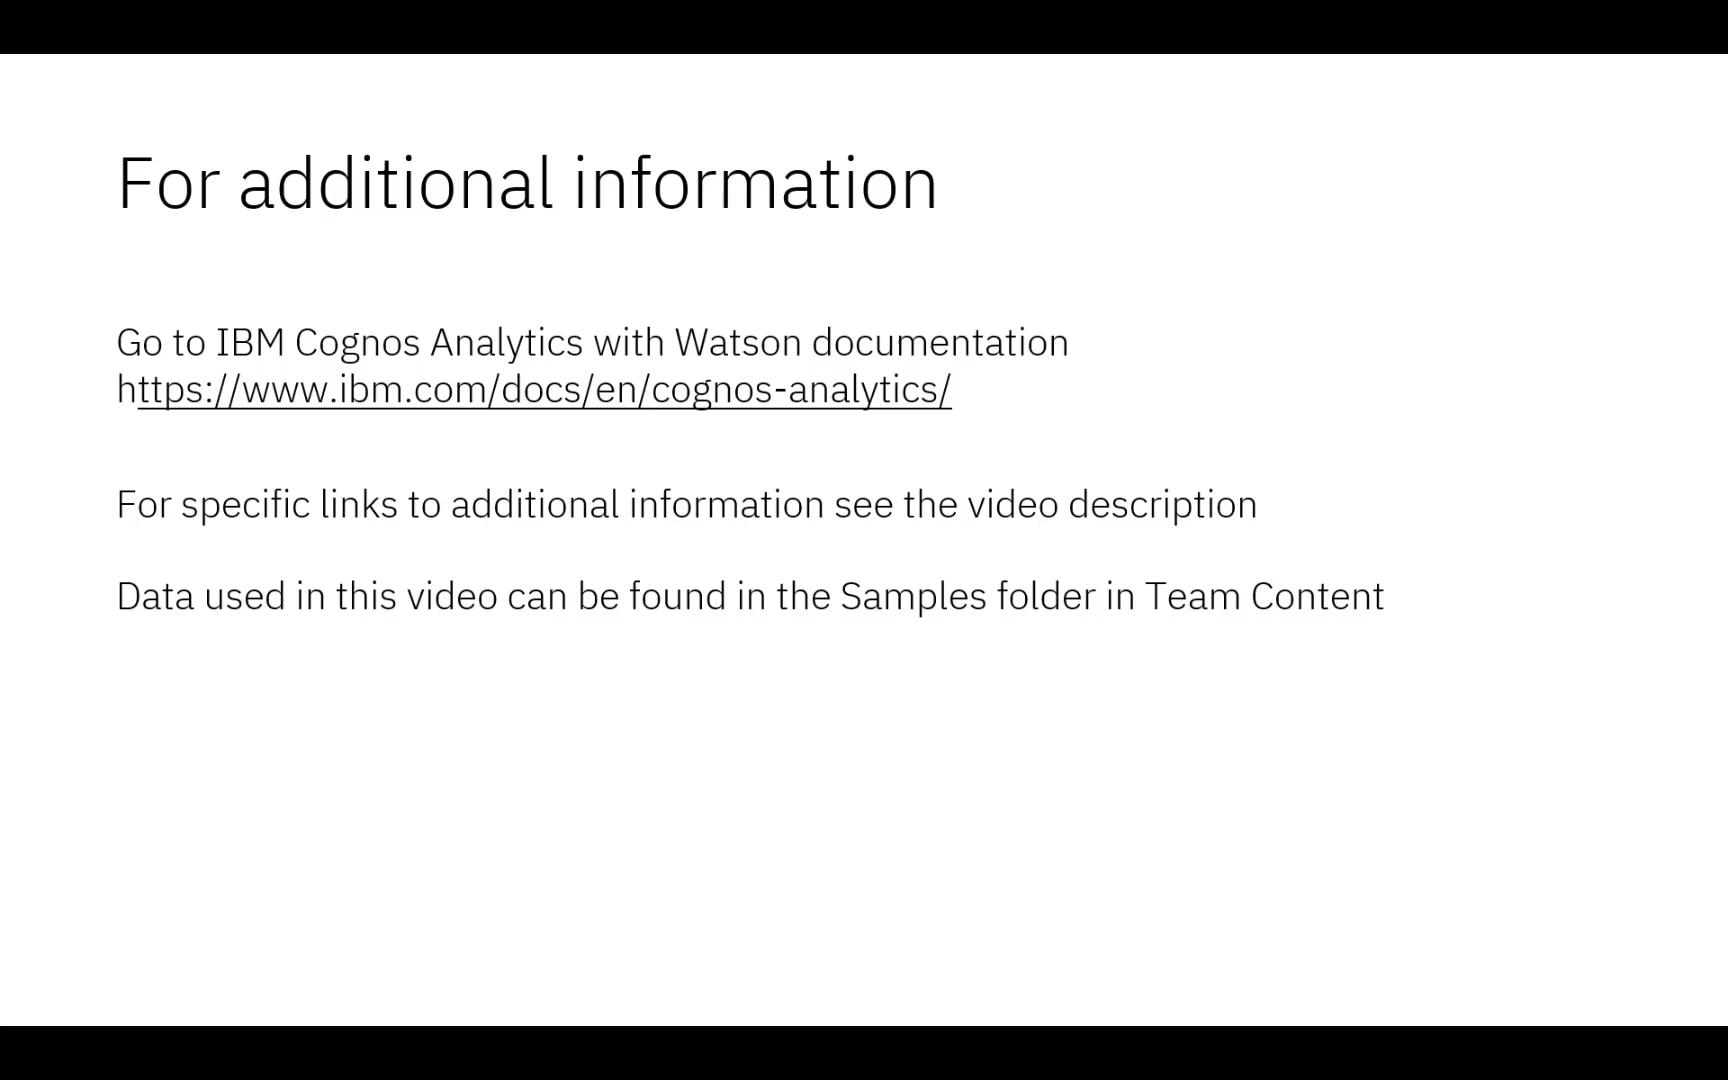 For additional information
Go to IBM Cognos Analytics with Watson documentation
https://www.ibm.com/docs/en/cognos-analytics/
For specific links to additional information see the video description
Data used in this video can be found in the Samples folder in Team Content